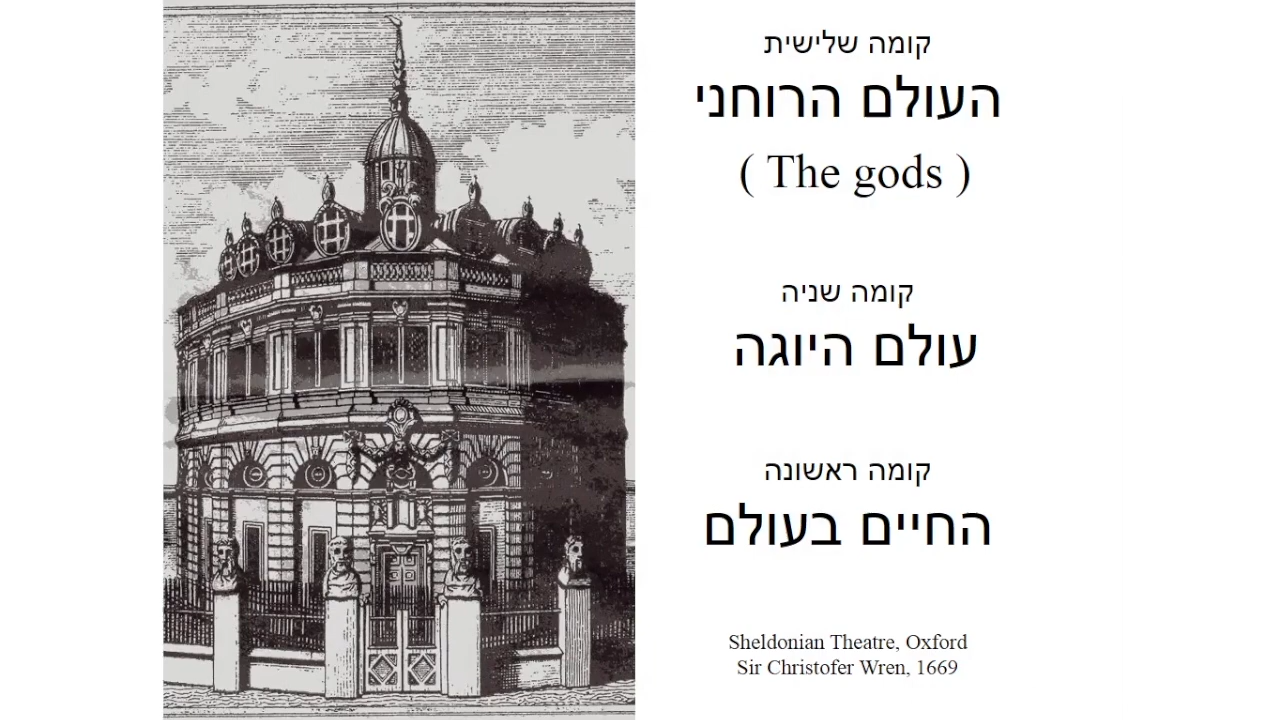 קומה שלישית
העולם הרוחני
( The gods )
קומה שניה
עולם היוגה
קומה ראשונה
החיים בעולם
Sheldonian Theatre, Oxford
Sir Christofer Wren, 1669